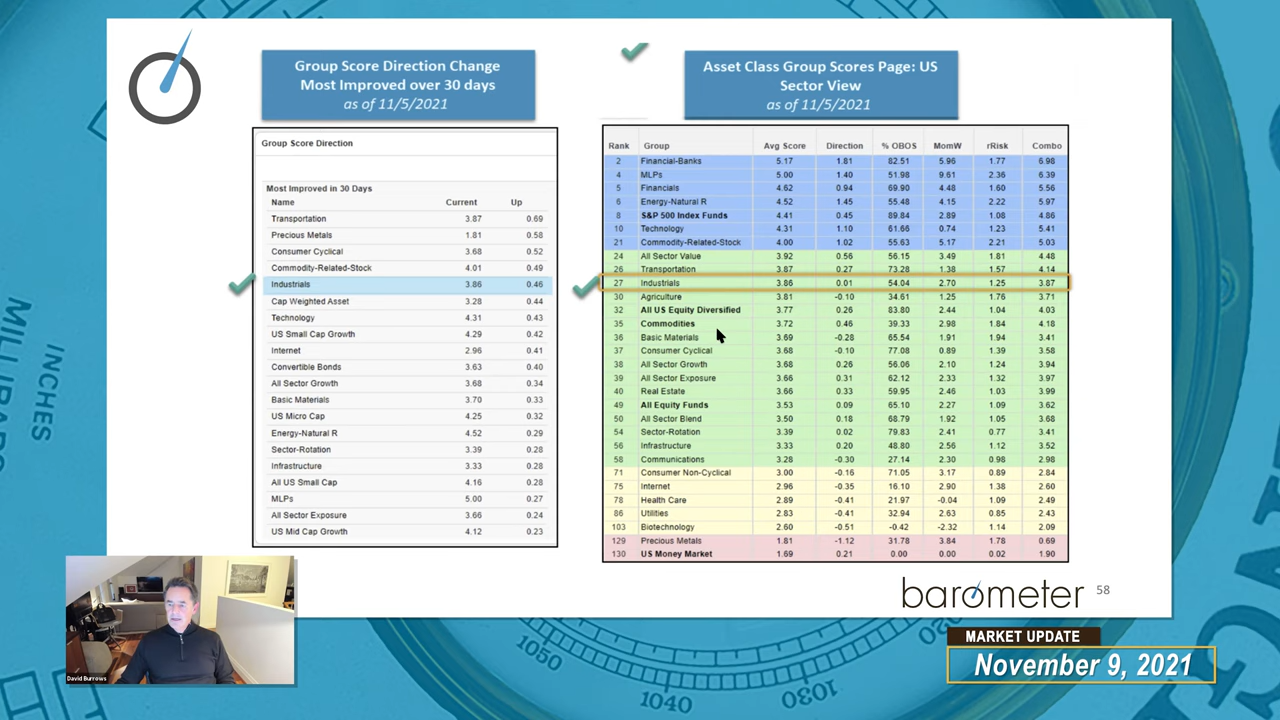 Group Score Direction Change
Most Improved over 30 days
as of 11/5/2021
Asset Class Group Scores Page: US
Sector View
as of 11/5/2021
Group Score Direction
Most Improved in 30 Days
Name Current Up
Transportation 3.87 0.69
Precious Metals 1.81 0.58
Consumer Cyclical 3.68 0.52
Commodity-Related-Stock 4.01 0.49
Industrials 3.86 0.46
Cap Weighted Asset 3.28 0.44
Technology 4.31 0.43
US Small Cap Growth 4.29 0.42
Internet 2.96 0.41
Convertible Bonds 3.63 0.40
All Sector Growth 3.68 0.34
Basic Materials 3.70 0.33
US Micro Cap 4.25 0.32
Energy-Natural R 4.52 0.29
Sector-Rotation 3.39 0.28
Infrastructure 3.33 0.28
All US Small Cap 4.16 0.28
MLPs 5.00 0.27
All Sector Exposure 3.66 0.24
US Mid Cap Growth 4.12 0.23
Rank Group Avg Score Direction % OBOS MomW rRisk Combo
2 Financial-Banks 5.17 1.81 82.51 5.96 1.77 6.98
4 MLPs 5.00 1.40 51.98 9.61 2.36 6.39
5 Financials 4.62 0.94 69.90 4.48 1.60 5.56
6 Energy-Natural R 4.52 1.45 55.48 4.15 2.22 5.97
8 S&P 500 Index Funds 4.41 0.45 89.84 2.89 1.08 4.86
10 Technology 4.31 1.10 61.66 0.74 1.23 5.41
21 Commodity-Related-Stock 4.00 1.02 55.63 5.17 2.21 5.03
24 All Sector Value 3.92 0.56 56.15 3.49 1.81 4.48
26 Transportation 3.87 0.27 73.28 1.38 1.57 4.14
27 Industrials 3.86 0.01 54.04 2.70 1.25 3.87
30 Agriculture 3.81 -0.10 34.61 1.25 1.76 3.71
32 All US Equity Diversified 3.77 0.26 83.80 2.44 1.04 4.03
35 Commodities 3.72 0.46 39.33 2.98 1.84 4.18
36 Basic Materials 3.69 -0.28 65.54 1.91 1.94 3.41
37 Consumer Cyclical 3.68 -0.10 77.08 0.89 1.39 3.58
38 All Sector Growth 3.68 0.26 56.06 2.10 1.24 3.94
39 All Sector Exposure 3.66 0.31 62.12 2.33 1.32 3.97
40 Real Estate 3.66 0.33 59.95 2.46 1.03 3.99
49 All Equity Funds 3.53 0.09 65.10 2.27 1.09 3.62
50 All Sector Blend 3.50 0.18 68.79 1.92 1.05 3.68
54 Sector-Rotation 3.39 0.02 79.83 2.41 0.77 3.41
56 Infrastructure 3.33 0.20 48.80 2.56 1.12 3.52
58 Communications 3.28 -0.30 27.14 2.30 0.98 2.98
71 Consumer Non-Cyclical 3.00 -0.16 71.05 3.17 0.89 2.84
75 Internet 2.96 -0.35 16.10 2.90 1.38 2.60
78 Health Care 2.89 -0.41 21.97 -0.04 1.09 2.49
86 Utilities 2.83 -0.41 32.94 2.63 0.85 2.43
103 Biotechnology 2.60 -0.51 -0.42 -2.32 1.14 2.09
129 Precious Metals 1.81 -1.12 31.78 3.84 1.78 0.69
130 US Money Market 1.69 0.21 0.00 0.00 0.02 1.90
barometer 58
David Burrows
MARKET UPDATE
November 9, 2021
INCHES
1050
1040
1030